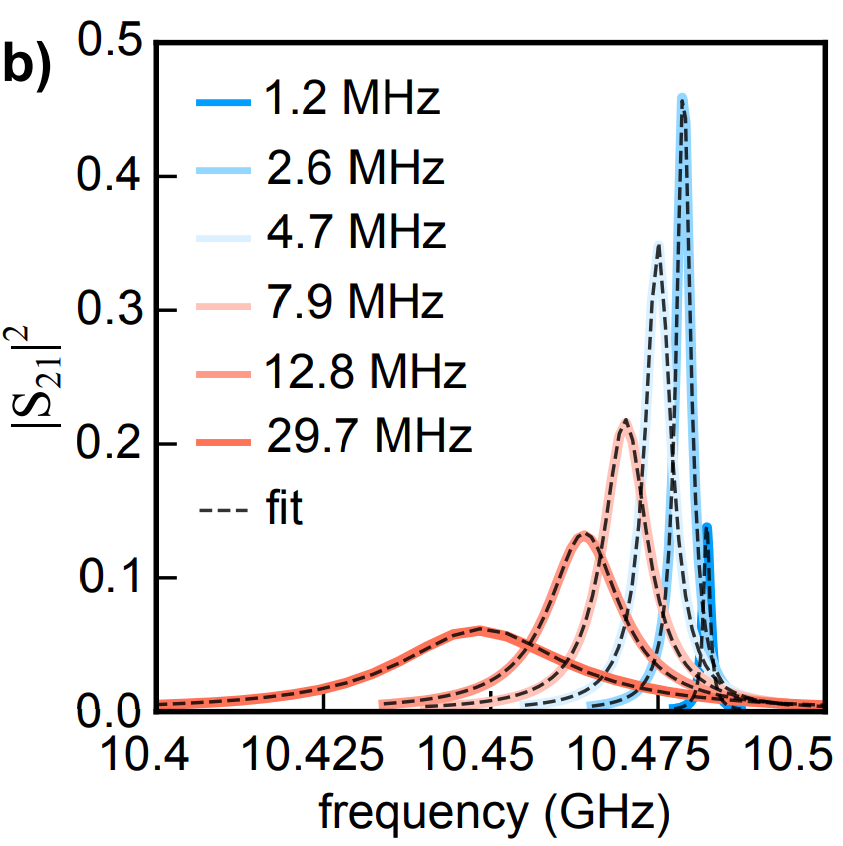 b)
0.5
0.4
0.3
0.2
0.1
0.0
|S21|2
1.2 MHz
2.6 MHz
4.7 MHz
7.9 MHz
12.8 MHz
29.7 MHz
fit
10.4 10.425 10.45 10.475 10.5
frequency (GHz)